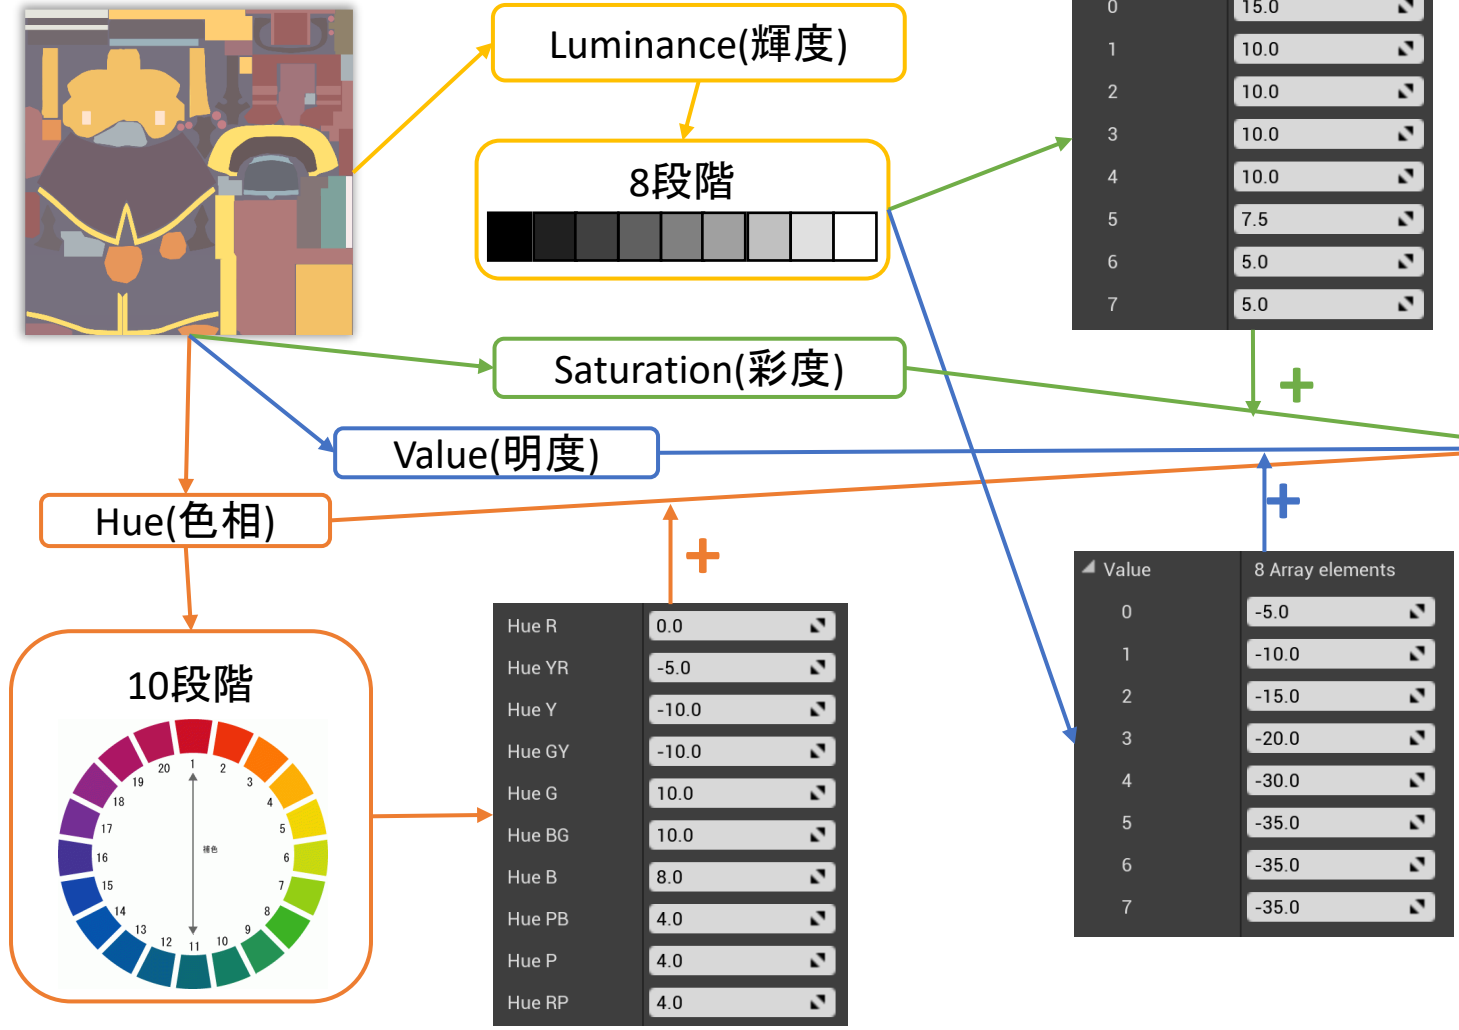 Luminance(輝度)
8段階
0 15.0
1 10.0
2 10.0
3 10.0
4 10.0
5 7.5
6 5.0
7 5.0
Saturation(彩度)
+
Value(明度)
+
Hue(色相)
+
10段階
1
2
3
4
5
6
7
8
9
10
11
12
13
14
15
16
17
18
19
20
補色
Hue R 0.0
Hue YR -5.0
Hue Y -10.0
Hue GY -10.0
Hue G 10.0
Hue BG 10.0
Hue B 8.0
Hue PB 4.0
Hue P 4.0
Hue RP 4.0
Value 8 Array elements
0 -5.0
1 -10.0
2 -15.0
3 -20.0
4 -30.0
5 -35.0
6 -35.0
7 -35.0